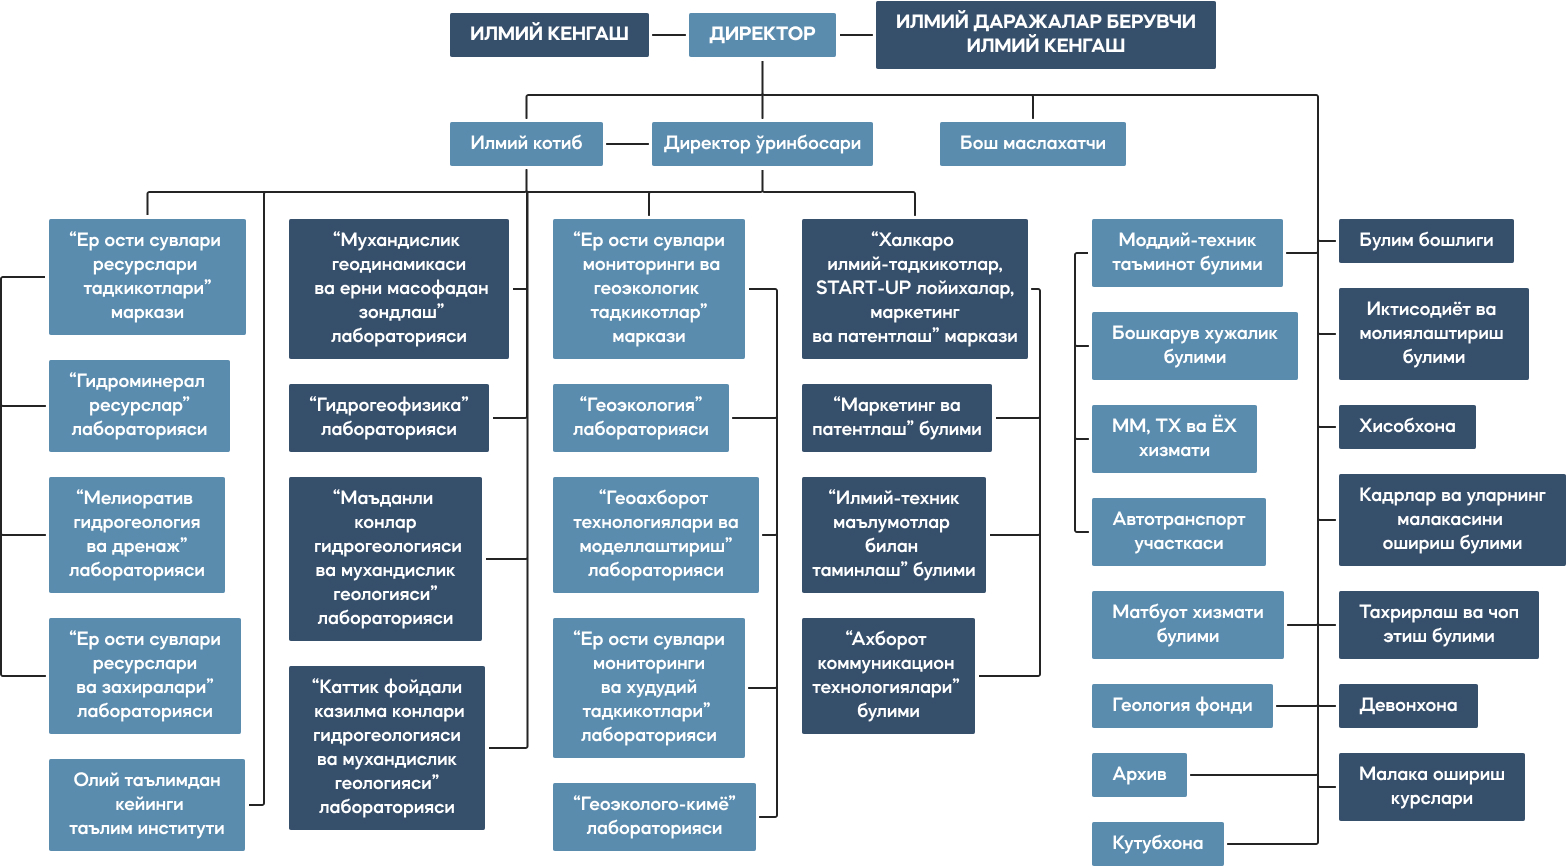 ИЛМИЙ КЕНГАШ
ДИРЕКТОР
ИЛМИЙ ДАРАЖАЛАР БЕРУВЧИ
ИЛМИЙ КЕНГАШ
Илмий котиб
Директор ўринбосари
Бош маслахатчи
“Ер ости сувлари
ресурслари
тадкикотлари”
маркази
“Гидроминерал
ресурслар”
лабораторияси
“Мелиоратив
гидрогеология
ва дренаж”
лабораторияси
“Ер ости сувлари
ресурслари
ва захиралари”
лабораторияси
Олий таълимдан
кейинги
таълим институти
“Мухандислик
геодинамикаси
ва ерни масофадан
зондлаш”
лабораторияси
“Гидрогеофизика”
лабораторияси
“Маъданли
конлар
гидрогеологияси
ва мухандислик
геологияси”
лабораторияси
“Каттик фойдали
казилма конлари
гидрогеологияси
ва мухандислик
геологияси”
лабораторияси
“Ер ости сувлари
мониторинги ва
геоэкологик
тадкикотлар”
маркази
“Геоэкология”
лабораторияси
“Геоахборот
технологиялари ва
моделлаштириш”
лабораторияси
“Ер ости сувлари
мониторинги
ва худудий
тадкикотлари”
лабораторияси
“Геоэколого-кимё”
лабораторияси
“Халкаро
илмий-тадкикотлар,
START-UP лойихалар,
маркетинг
ва патентлаш” маркази
“Маркетинг ва
патентлаш” булими
“Илмий-техник
маълумотлар
билан
таминлаш” булими
“Ахборот
коммуникацион
технологиялари”
булими
Моддий-техник
таъминот булими
Бошкарув хужалик
булими
ММ, ТХ ва ЁХ
хизмати
Автотранспорт
участкаси
Матбуот хизмати
булими
Геология фонди
Архив
Кутубхона
Булим бошлиги
Иктисодиёт ва
молиялаштириш
булими
Хисобхона
Кадрлар ва уларнинг
малакасини
ошириш булими
Тахрирлаш ва чоп
этиш булими
Девонхона
Малака ошириш
курслари